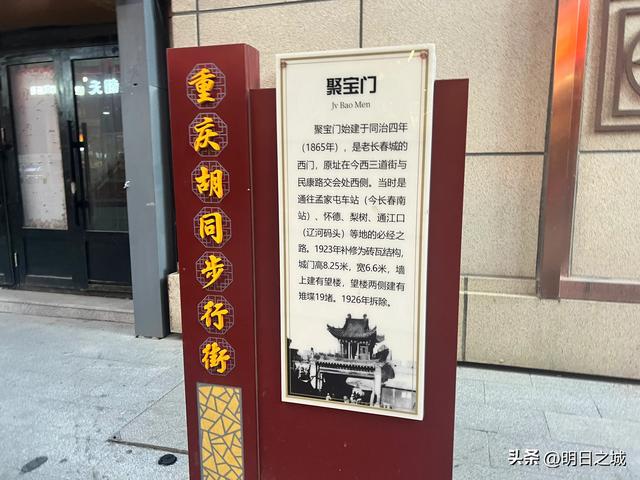 重庆胡同步行街
聚宝门
Jv Bao Men
聚宝门始建于同治四年
（1865年），是老长春城的
西门，原址在今西三道街与
民康路交会处西侧。当时是
通往孟家屯车站（今长春南
站）、怀德、梨树、通江口
（辽河码头）等地的必经之
路。1923年补修为砖瓦结构，
城门高8.25米，宽6.6米，墙
上建有望楼，望楼两侧建有
雉堞19堵。1926年拆除。
头条 @明日之城